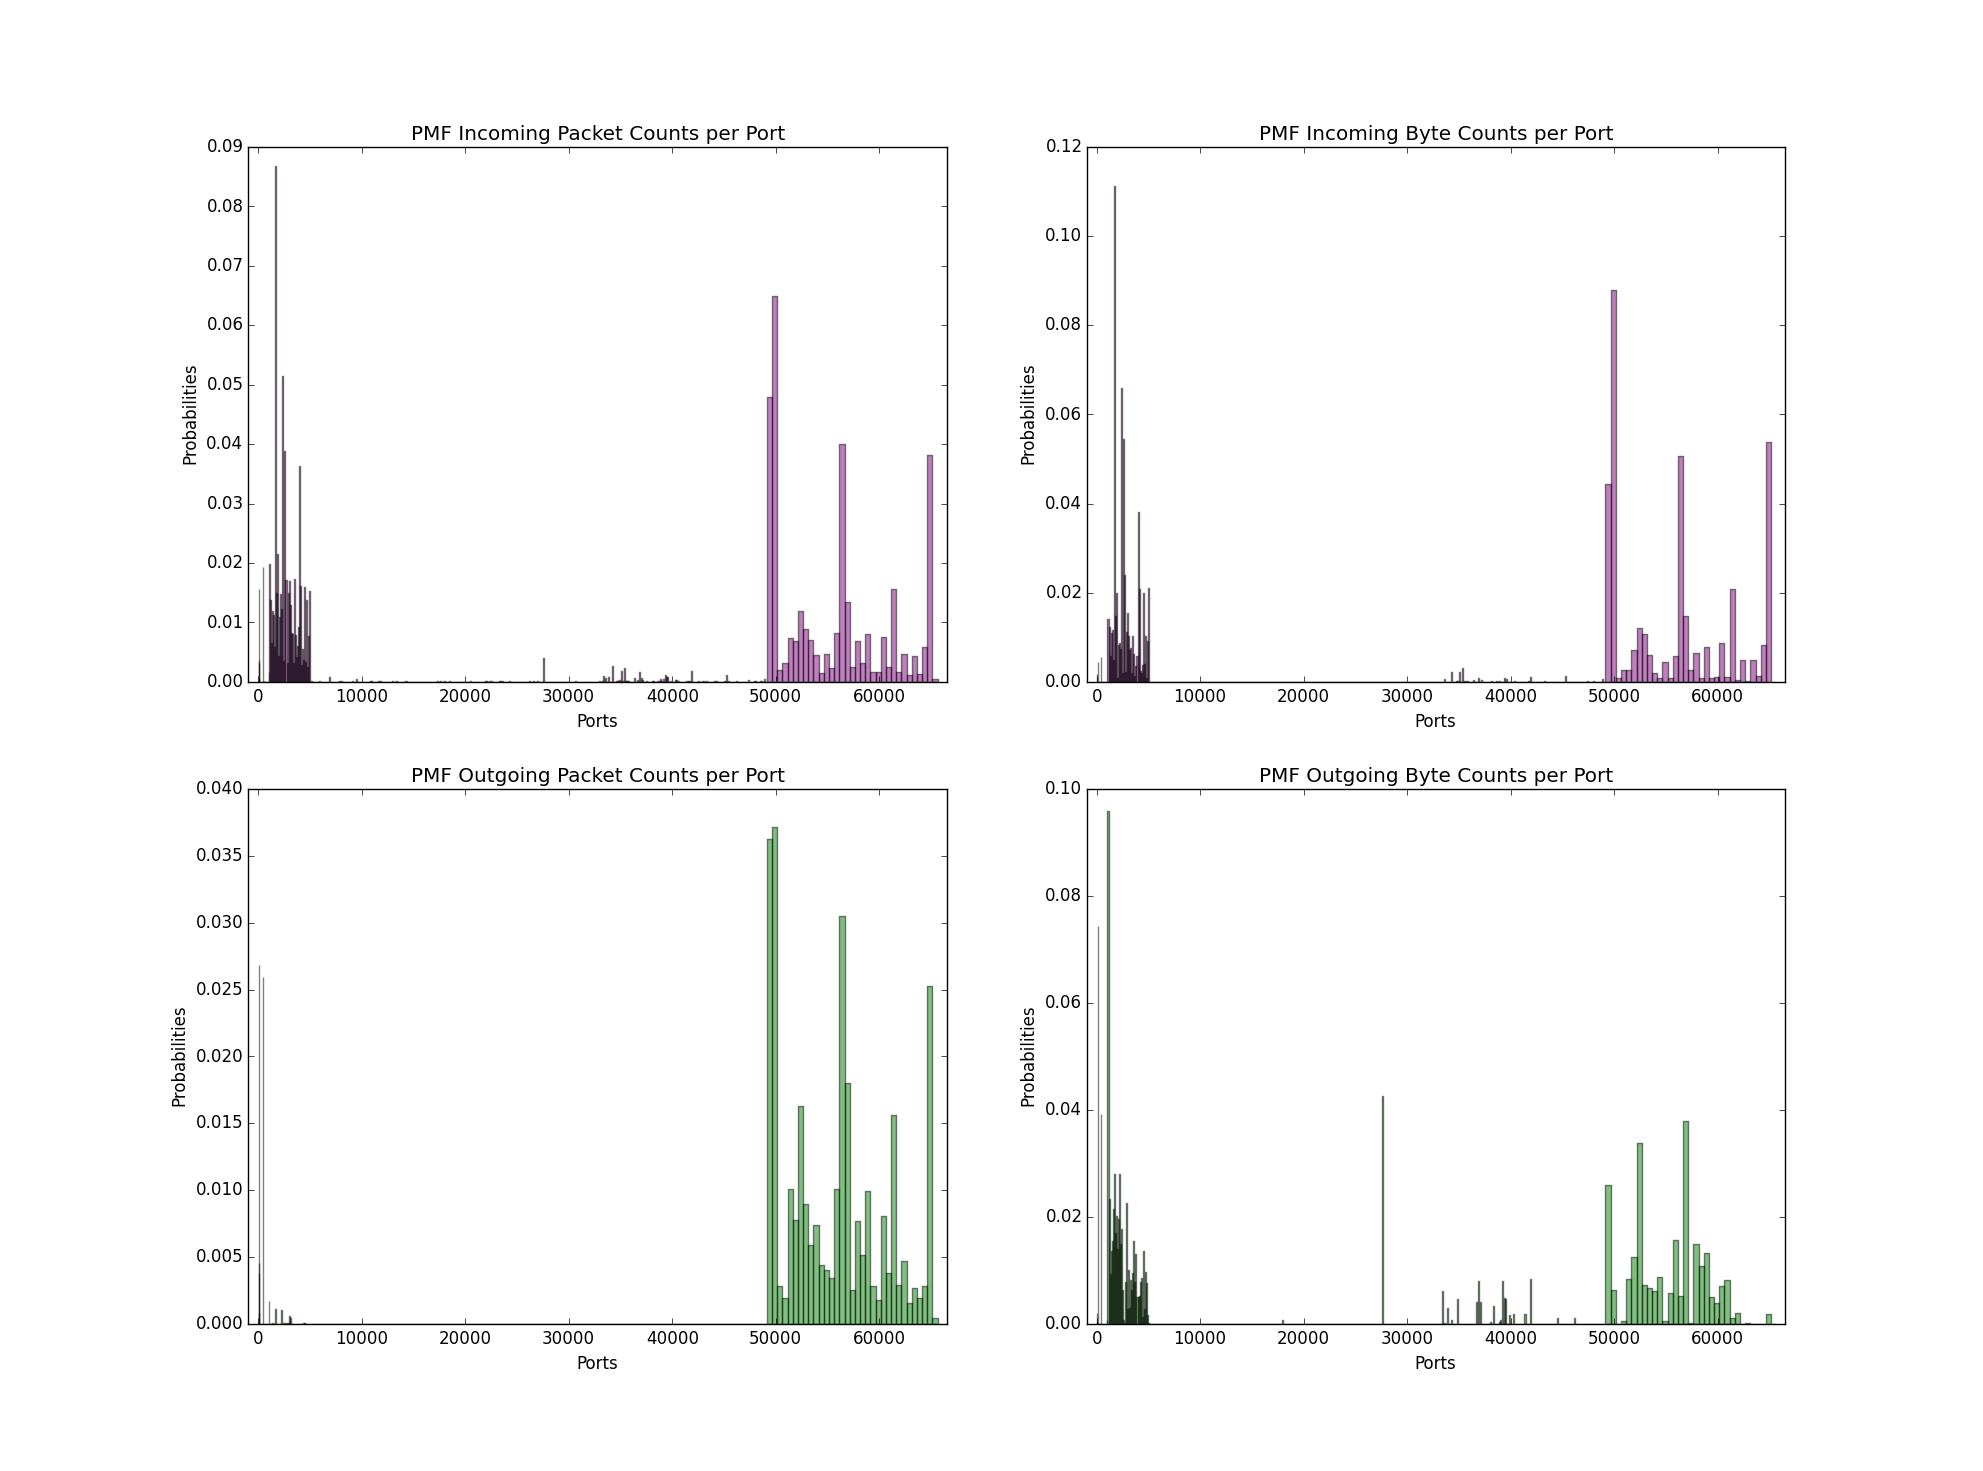 PMF Incoming Packet Counts per Port
0.09
0.08
0.07
0.06
0.05
0.04
0.03
0.02
0.01
0.00
Probabilities
0 10000 20000 30000 40000 50000 60000
Ports
PMF Incoming Byte Counts per Port
0.12
0.10
0.08
0.06
0.04
0.02
0.00
Probabilities
0 10000 20000 30000 40000 50000 60000
Ports
PMF Outgoing Packet Counts per Port
0.040
0.035
0.030
0.025
0.020
0.015
0.010
0.005
0.000
Probabilities
0 10000 20000 30000 40000 50000 60000
Ports
PMF Outgoing Byte Counts per Port
0.10
0.08
0.06
0.04
0.02
0.00
Probabilities
0 10000 20000 30000 40000 50000 60000
Ports